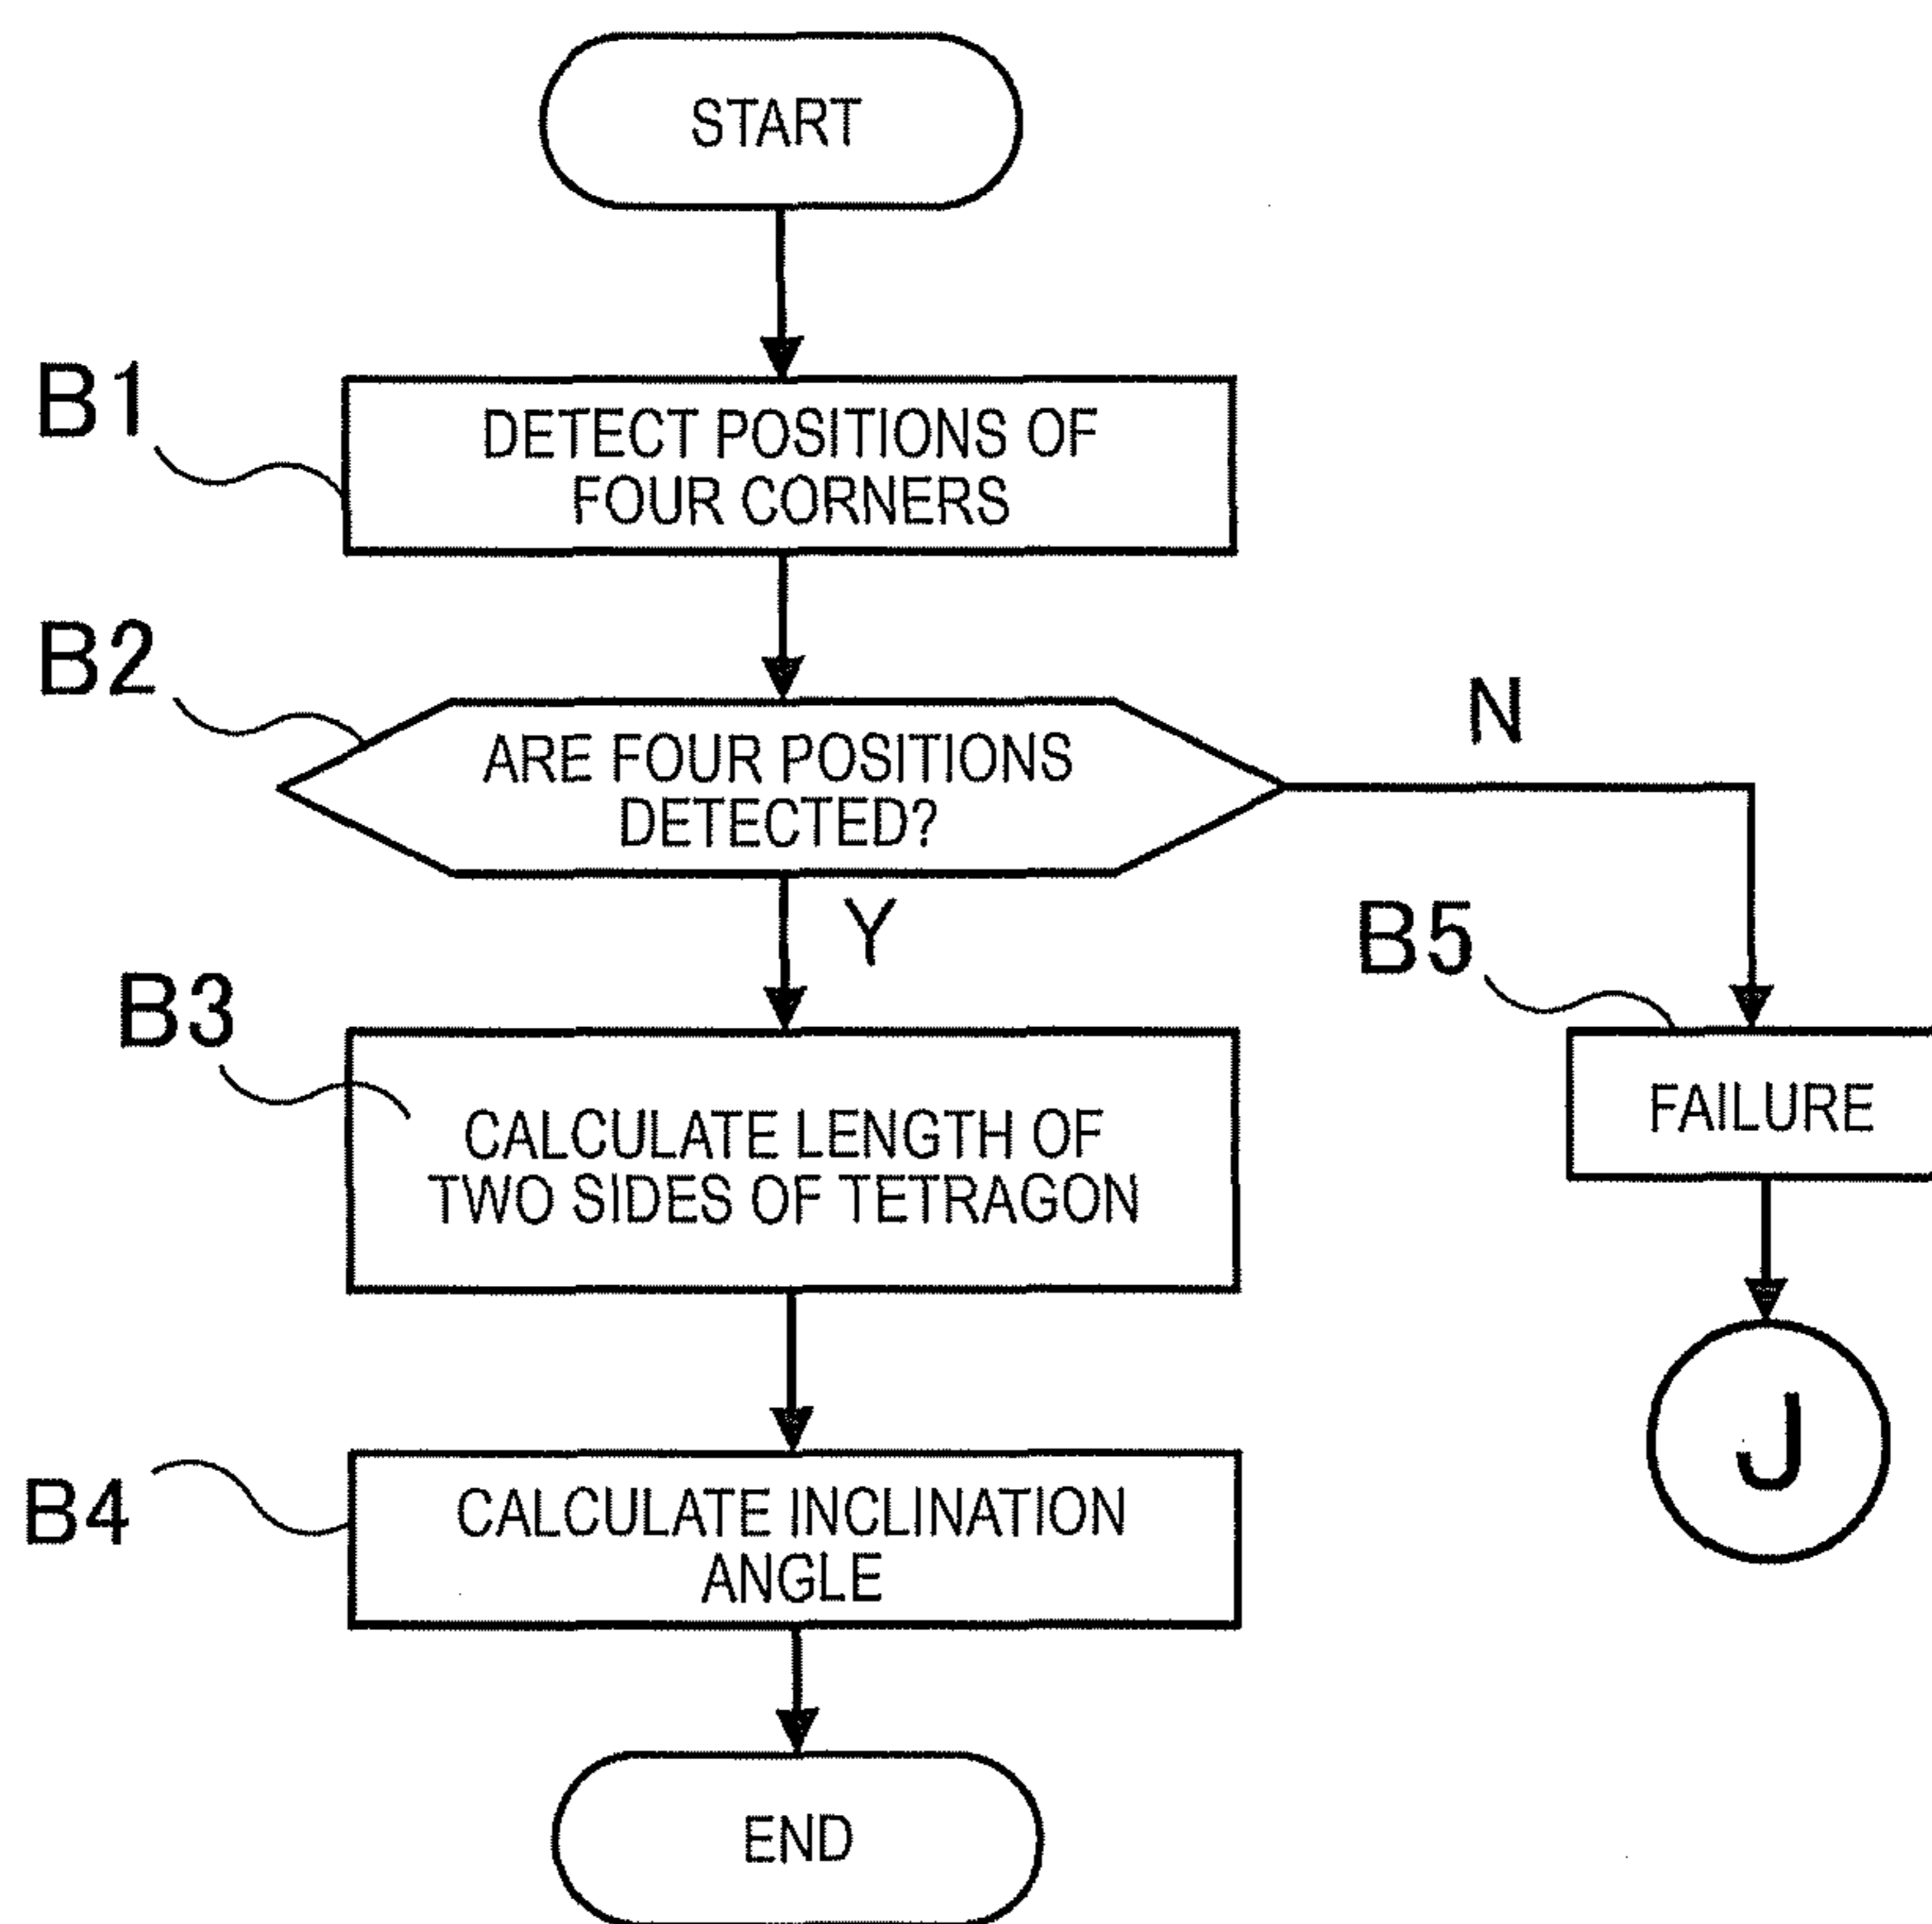 START
B1
DETECT POSITIONS OF
FOUR CORNERS
B2
ARE FOUR POSITIONS
DETECTED?
N
Y
B5
B3
FAILURE
CALCULATE LENGTH OF
TWO SIDES OF TETRAGON
J
B4
CALCULATE INCLINATION
ANGLE
END